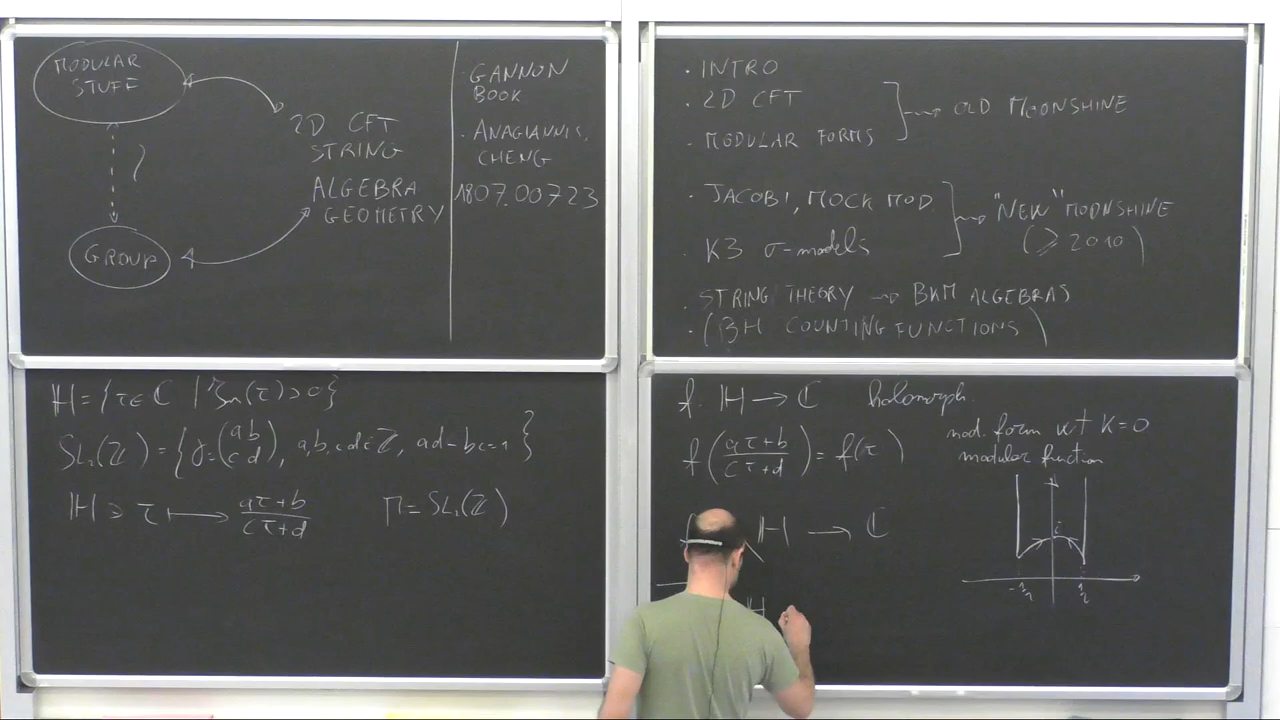 MODULAR
STUFF
2D CFT
STRING
ALGEBRA
GEOMETRY
GROUP
· GANNON
BOOK
· ANAGIANNIS,
CHENG
1807.00723
· INTRO
· 2D CFT
· MODULAR FORMS
OLD MOONSHINE
· JACOBI, MOCK MOD.
· K3 σ-models
"NEW" MOONSHINE
(≥ 2010)
· STRING THEORY → BKM ALGEBRAS
· (BH COUNTING FUNCTIONS)
ℍ = {τ ∈ ℂ | Im(τ) > 0}
SL₂(ℤ) = {γ = (a b c d), a,b,c,d ∈ ℤ, ad - bc = 1}
ℍ ∋ τ ⟼ (aτ+b)/(cτ+d) Γ = SL₂(ℤ)
f: ℍ → ℂ holomorph.
f((aτ+b)/(cτ+d)) = f(τ)
mod. form wt K=0
modular function
ℍ → ℂ
ℍ
i
-1/2 1/2